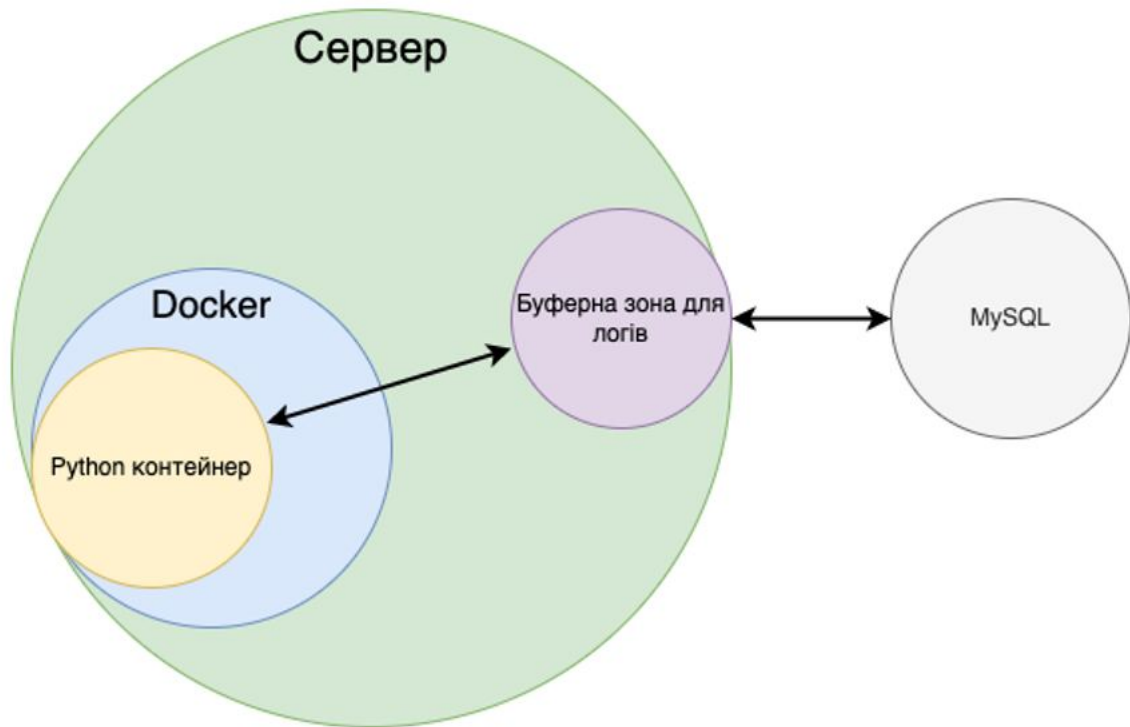 Сервер
Docker
Буферна зона для
логів
MySQL
Python контейнер